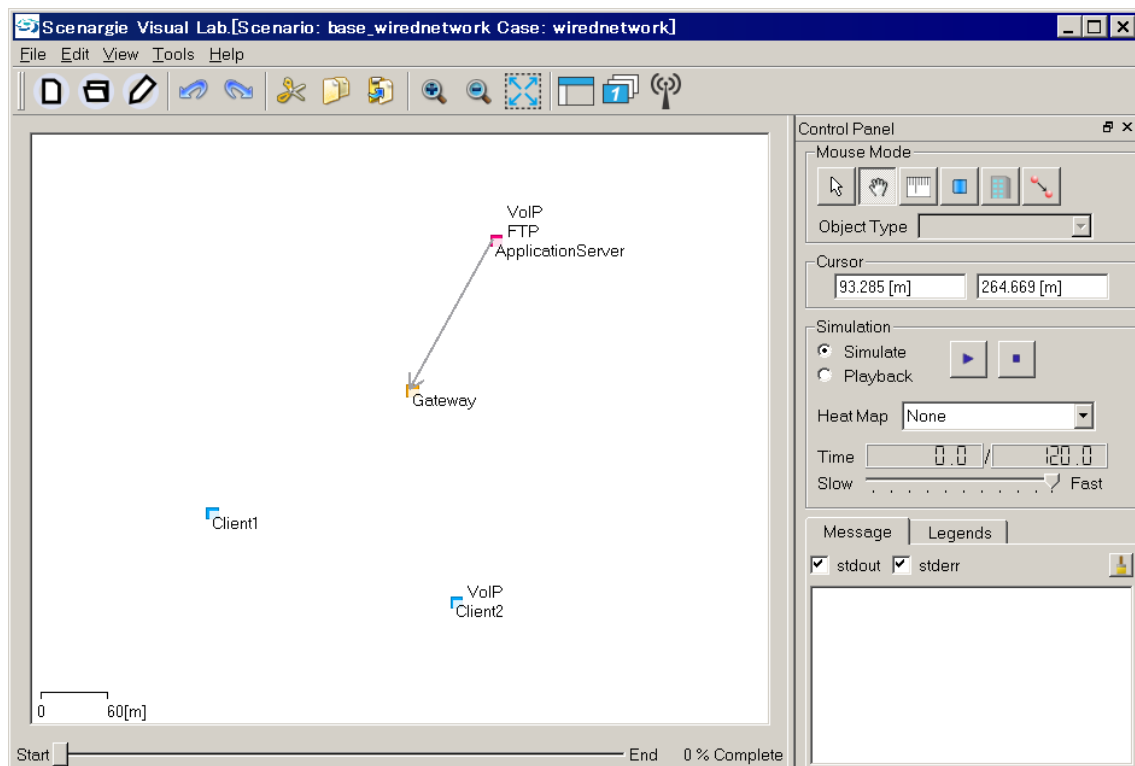 Scenargie Visual Lab.[Scenario: base_wirednetwork Case: wirednetwork]
File Edit View Tools Help
1
VoIP
FTP
ApplicationServer
Gateway
Client1
VoIP
Client2
0 60[m]
Start End 0 % Complete
Control Panel
Mouse Mode
Object Type
Cursor
93.285 [m] 264.669 [m]
Simulation
Simulate
Playback
Heat Map None
Time 0.0 / 120.0
Slow Fast
Message Legends
stdout stderr